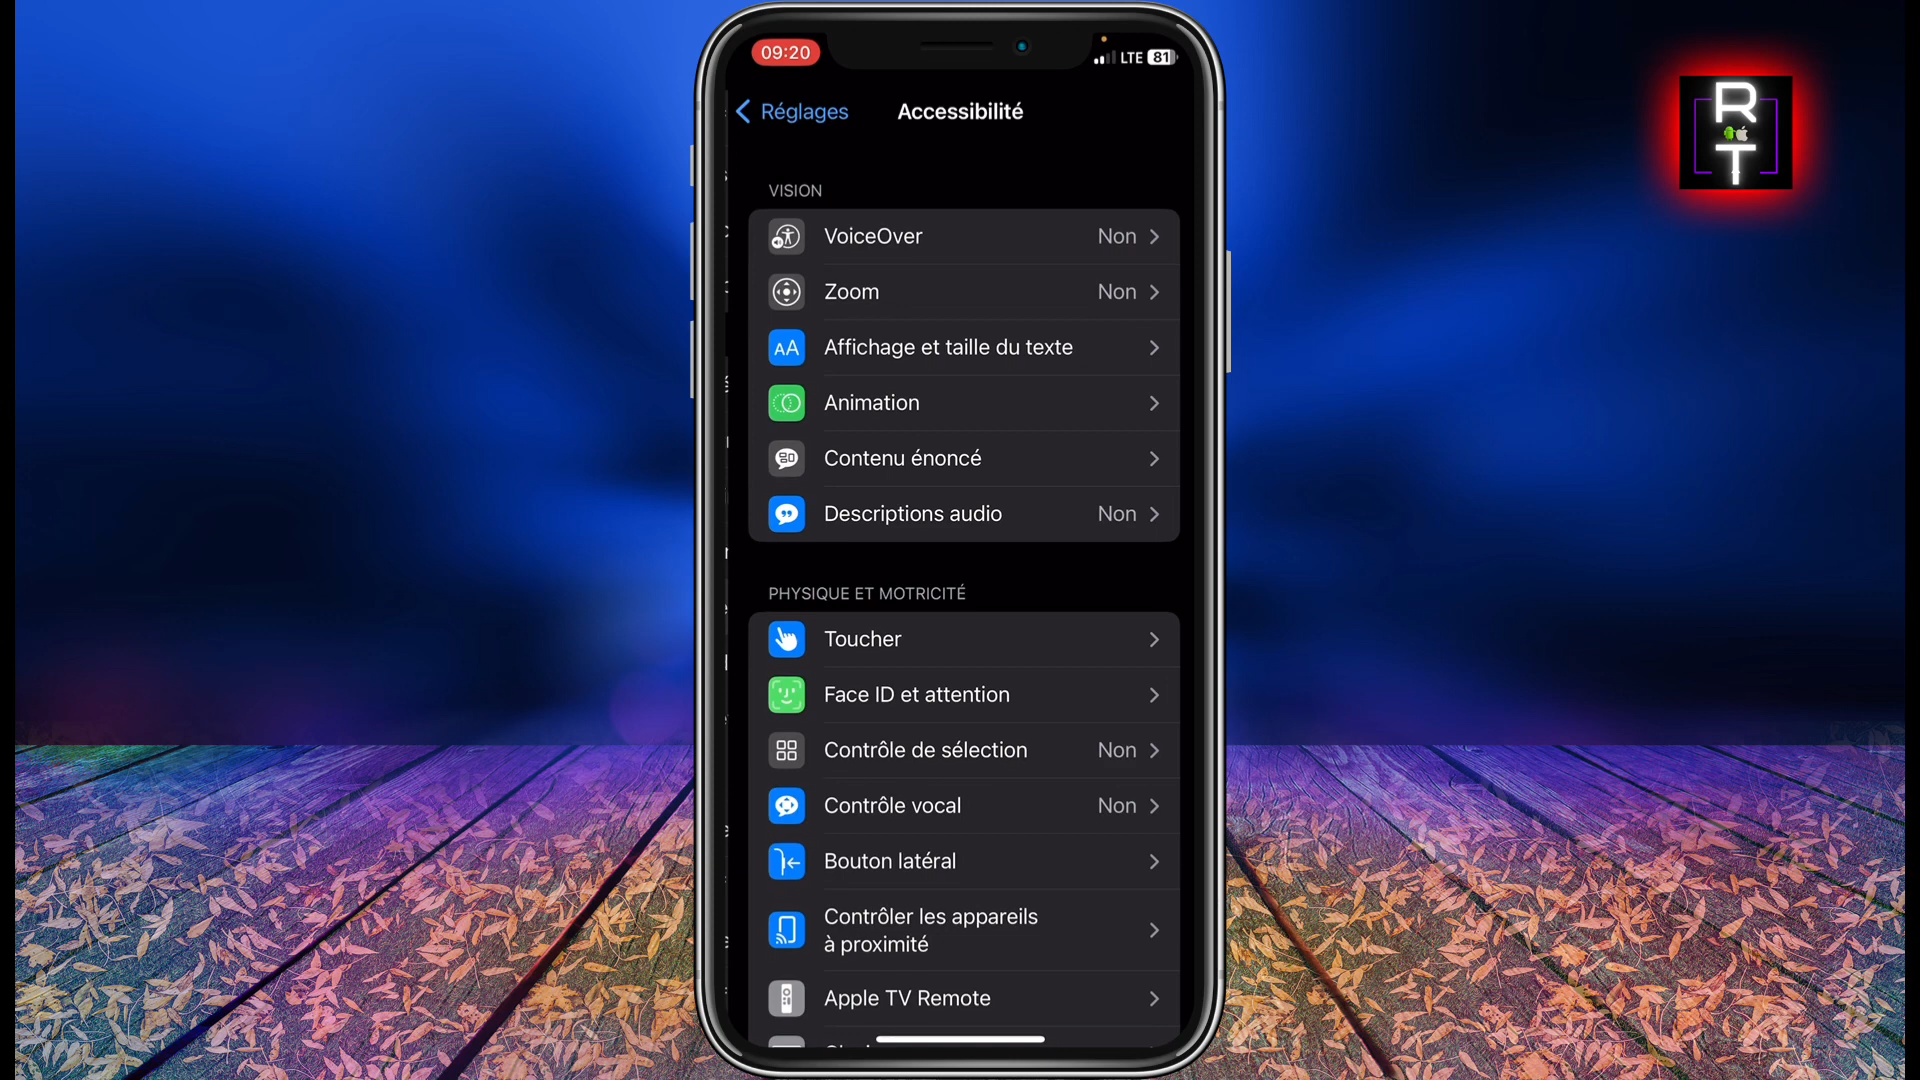 09:20
LTE 81
Réglages
Accessibilité
VISION
VoiceOver Non
Zoom Non
AA Affichage et taille du texte
Animation
Contenu énoncé
Descriptions audio Non
PHYSIQUE ET MOTRICITÉ
Toucher
Face ID et attention
Contrôle de sélection Non
Contrôle vocal Non
Bouton latéral
Contrôler les appareils
à proximité
Apple TV Remote
R
T